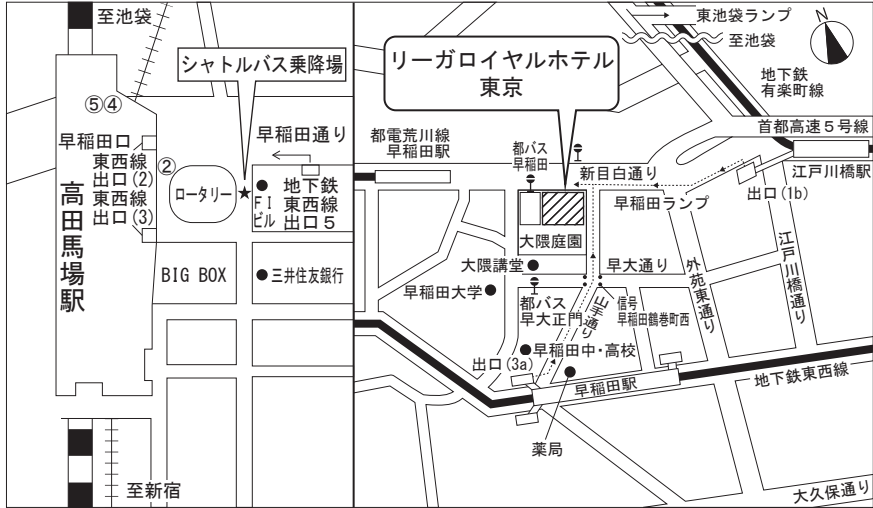 至池袋
シャトルバス乗降場
⑤④
早稲田口
東西線
出口(2)
東西線
出口(3)
②
ロータリー
★
早稲田通り
FI
ビル
地下鉄
東西線
出口5
高田馬場駅
BIG BOX
三井住友銀行
至新宿
リーガロイヤルホテル
東京
東池袋ランプ
至池袋
N
地下鉄
有楽町線
首都高速5号線
都電荒川線
早稲田駅
都バス
早稲田
新目白通り
江戸川橋駅
出口(1b)
早稲田ランプ
大隈庭園
大隈講堂
早大通り
早稲田大学
都バス
早大正門
山手通り
信号
早稲田鶴巻町西
外苑東通り
江戸川橋通り
早稲田中・高校
出口(3a)
早稲田駅
地下鉄東西線
薬局
大久保通り